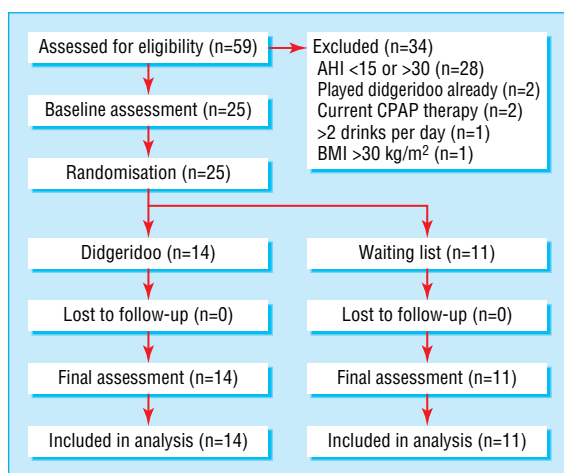 Assessed for eligibility (n=59)
Excluded (n=34)
AHI <15 or >30 (n=28)
Played didgeridoo already (n=2)
Current CPAP therapy (n=2)
>2 drinks per day (n=1)
BMI >30 kg/m² (n=1)
Baseline assessment (n=25)
Randomisation (n=25)
Didgeridoo (n=14)
Waiting list (n=11)
Lost to follow-up (n=0)
Lost to follow-up (n=0)
Final assessment (n=14)
Final assessment (n=11)
Included in analysis (n=14)
Included in analysis (n=11)